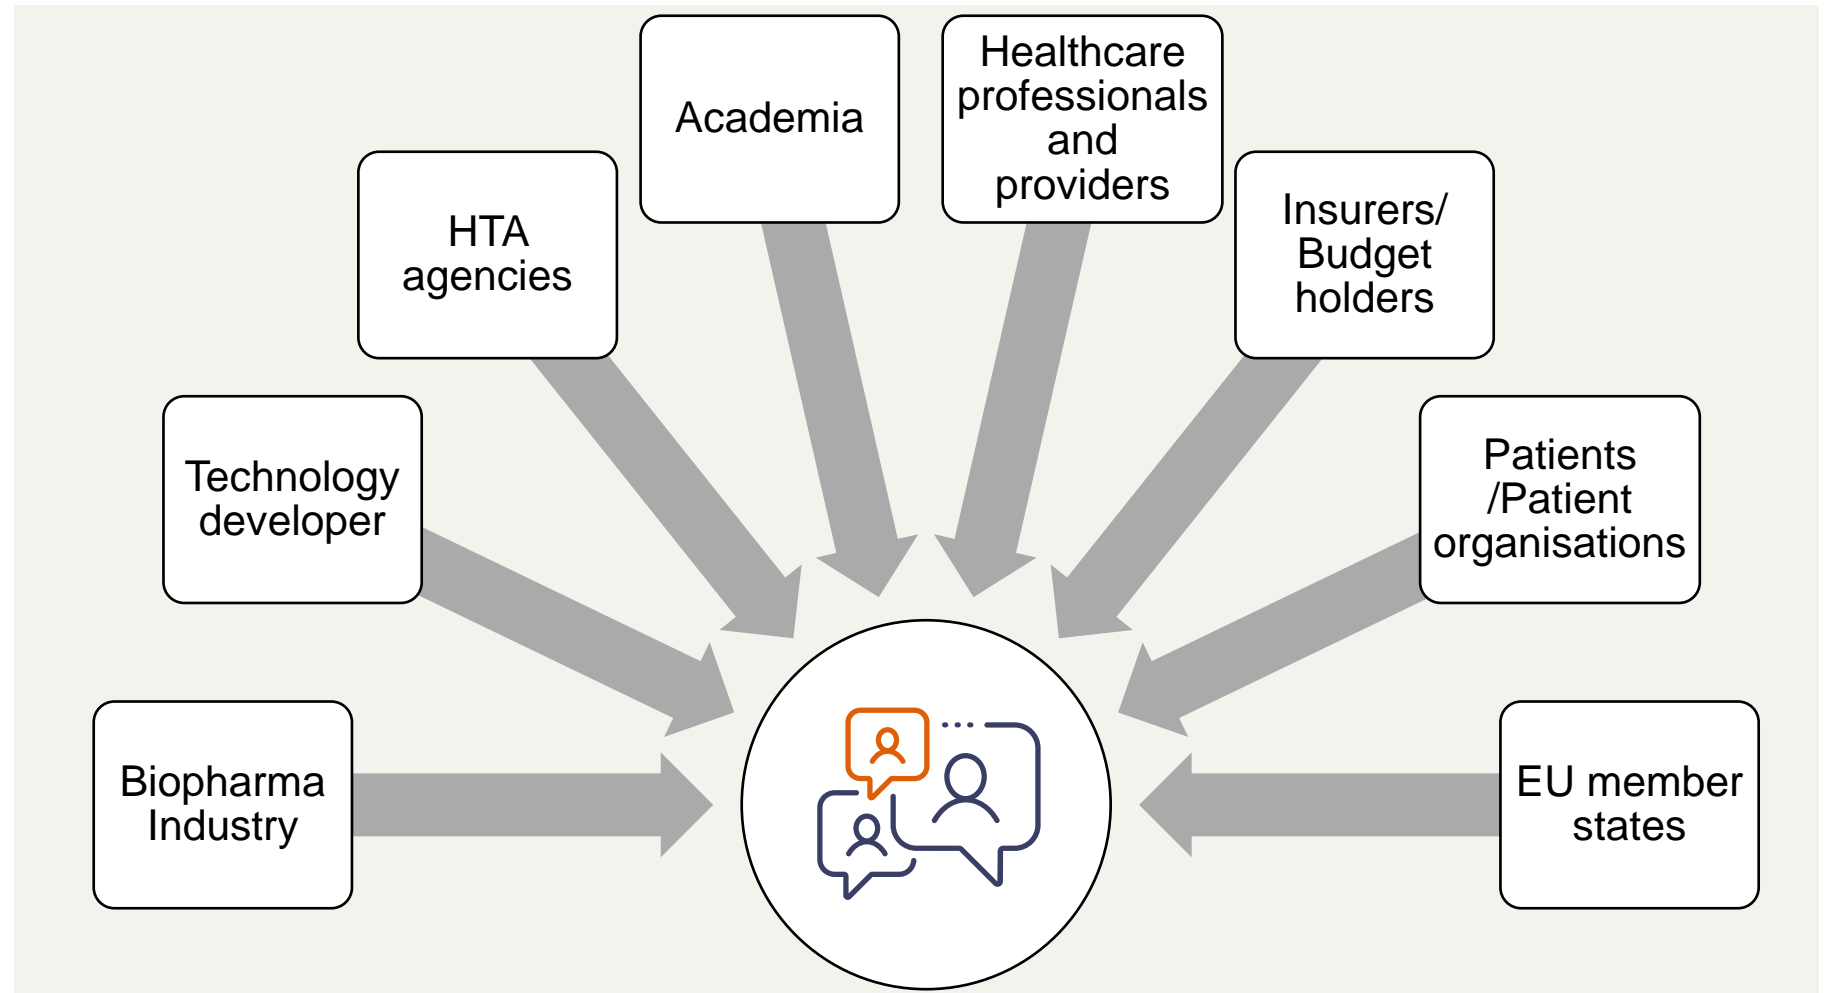 Academia
Healthcare
professionals
and
providers
HTA
agencies
Insurers/
Budget
holders
Technology
developer
Patients
/Patient
organisations
Biopharma
Industry
EU member
states